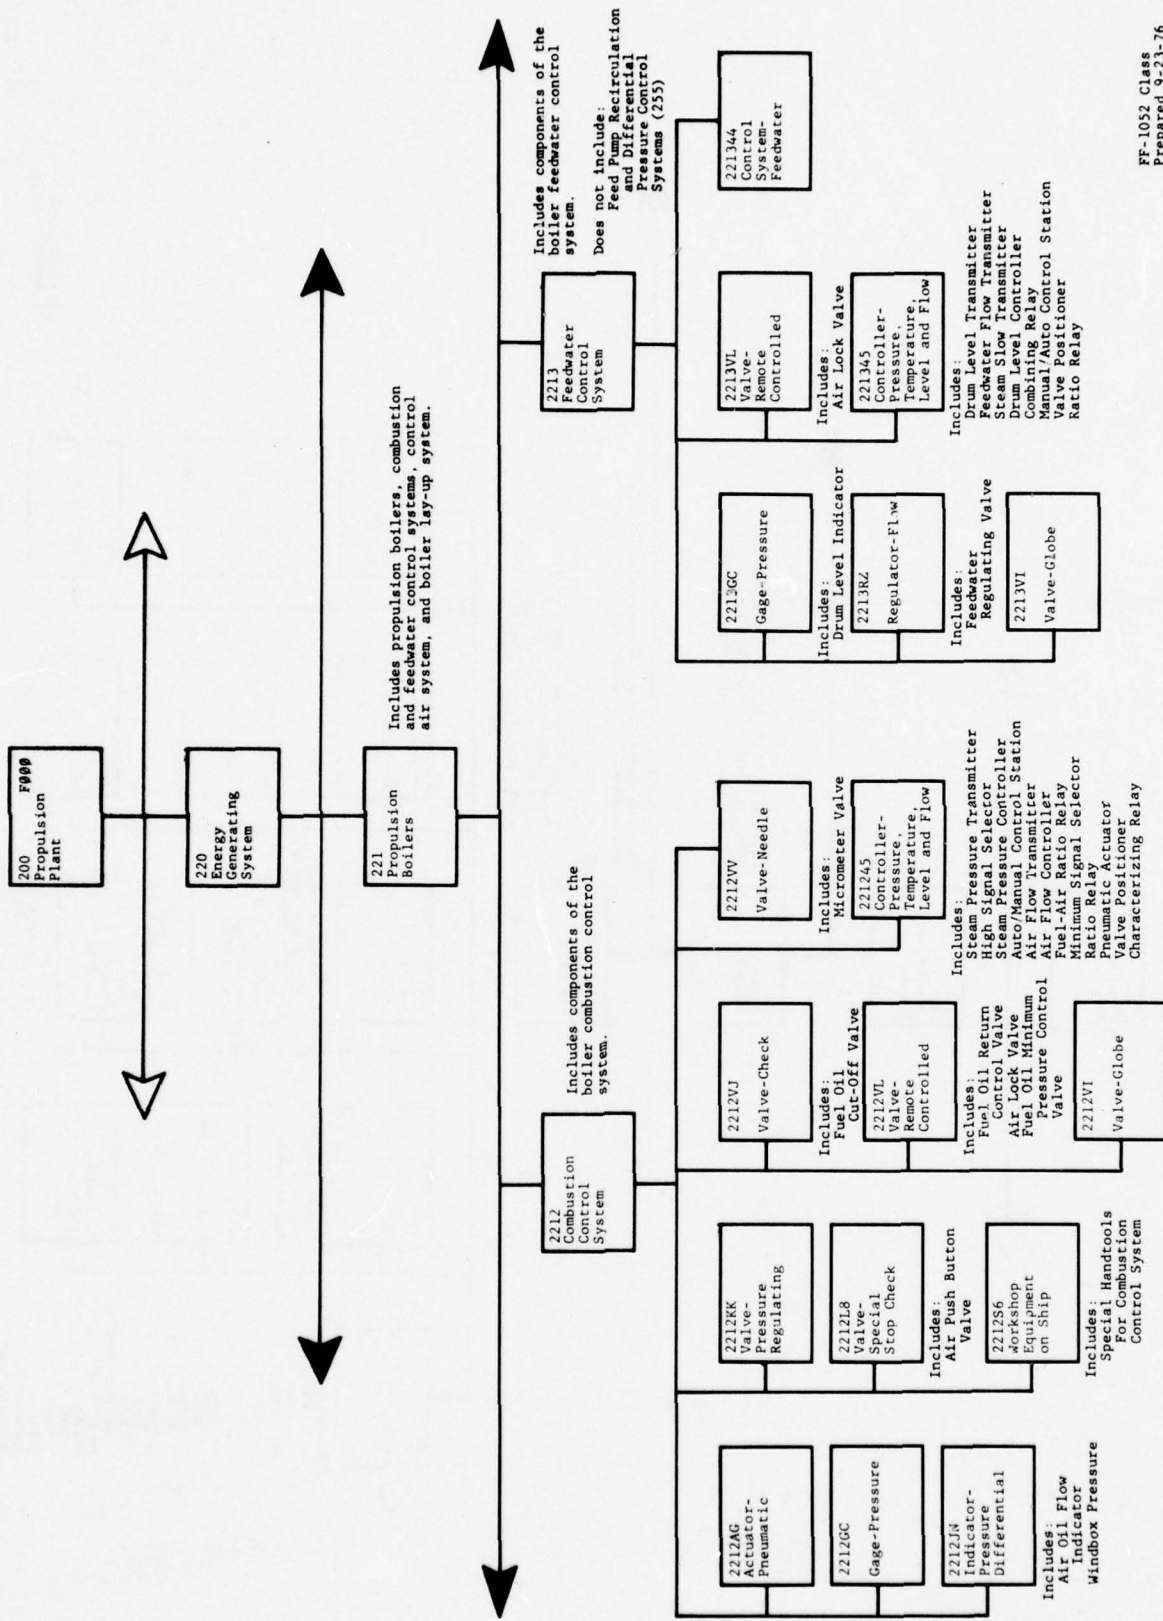 200 F000
Propulsion
Plant
220
Energy
Generating
System
221
Propulsion
Boilers
Includes propulsion boilers, combustion
and feedwater control systems, control
air system, and boiler lay-up system.
2212
Combustion
Control
System
Includes components of the
boiler combustion control
system.
2213
Feedwater
Control
System
Includes components of the
boiler feedwater control
system.
Does not include:
Feed Pump Recirculation
and Differential
Pressure Control
Systems (255)
2212AG
Actuator-
Pneumatic
2212GC
Gage-Pressure
2212JN
Indicator-
Pressure
Differential
Includes:
Air Oil Flow
Indicator
Windbox Pressure
2212KK
Valve-
Pressure
Regulating
2212L8
Valve-
Special
Stop Check
Includes:
Air Push Button
Valve
2212S6
Workshop
Equipment
on Ship
Includes:
Special Handtools
For Combustion
Control System
2212VJ
Valve-Check
Includes:
Fuel Oil
Cut-Off Valve
2212VL
Valve-
Remote
Controlled
Includes:
Fuel Oil Return
Control Valve
Air Lock Valve
Fuel Oil Minimum
Pressure Control
Valve
2212VI
Valve-Globe
2212VV
Valve-Needle
Includes:
Micrometer Valve
221245
Controller-
Pressure,
Temperature,
Level and Flow
Includes:
Steam Pressure Transmitter
High Signal Selector
Steam Pressure Controller
Auto/Manual Control Station
Air Flow Transmitter
Air Flow Controller
Fuel-Air Ratio Relay
Minimum Signal Selector
Ratio Relay
Pneumatic Actuator
Valve Positioner
Characterizing Relay
2213GC
Gage-Pressure
Includes:
Drum Level Indicator
2213RZ
Regulator-Flow
Includes:
Feedwater
Regulating Valve
2213VI
Valve-Globe
2213VL
Valve-
Remote
Controlled
Includes:
Air Lock Valve
221345
Controller-
Pressure,
Temperature,
Level and Flow
Includes:
Drum Level Transmitter
Feedwater Flow Transmitter
Steam Slow Transmitter
Drum Level Controller
Combining Relay
Manual/Auto Control Station
Valve Positioner
Ratio Relay
221344
Control
System-
Feedwater
FF-1052 Class
Prepared 9-23-76